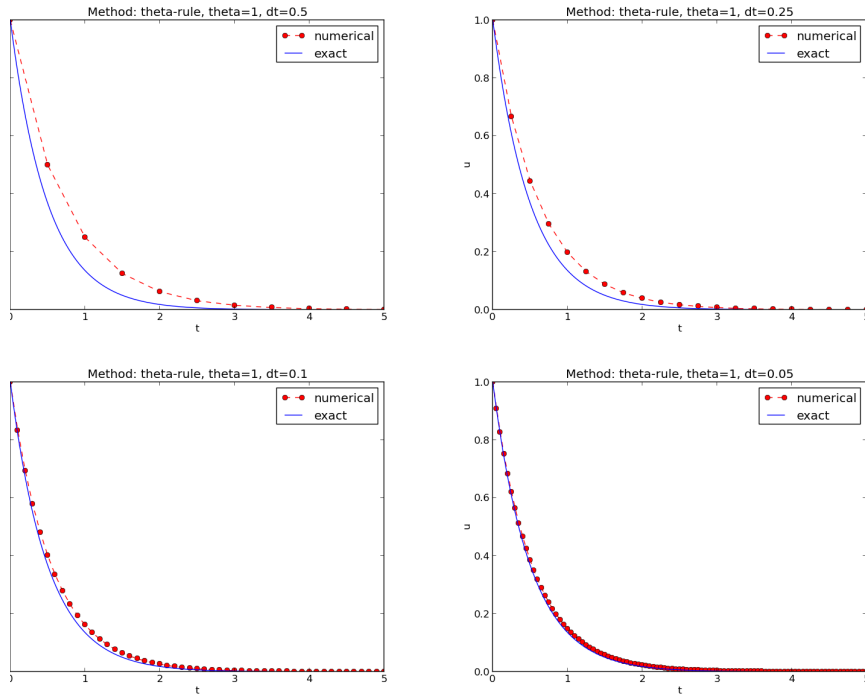 Method: theta-rule, theta=1, dt=0.5
numerical
exact
0 1 2 3 4 5
t
Method: theta-rule, theta=1, dt=0.25
numerical
exact
1.0
0.8
0.6
0.4
0.2
0.0
u
0 1 2 3 4 5
t
Method: theta-rule, theta=1, dt=0.1
numerical
exact
0 1 2 3 4 5
t
Method: theta-rule, theta=1, dt=0.05
numerical
exact
1.0
0.8
0.6
0.4
0.2
0.0
u
0 1 2 3 4 5
t